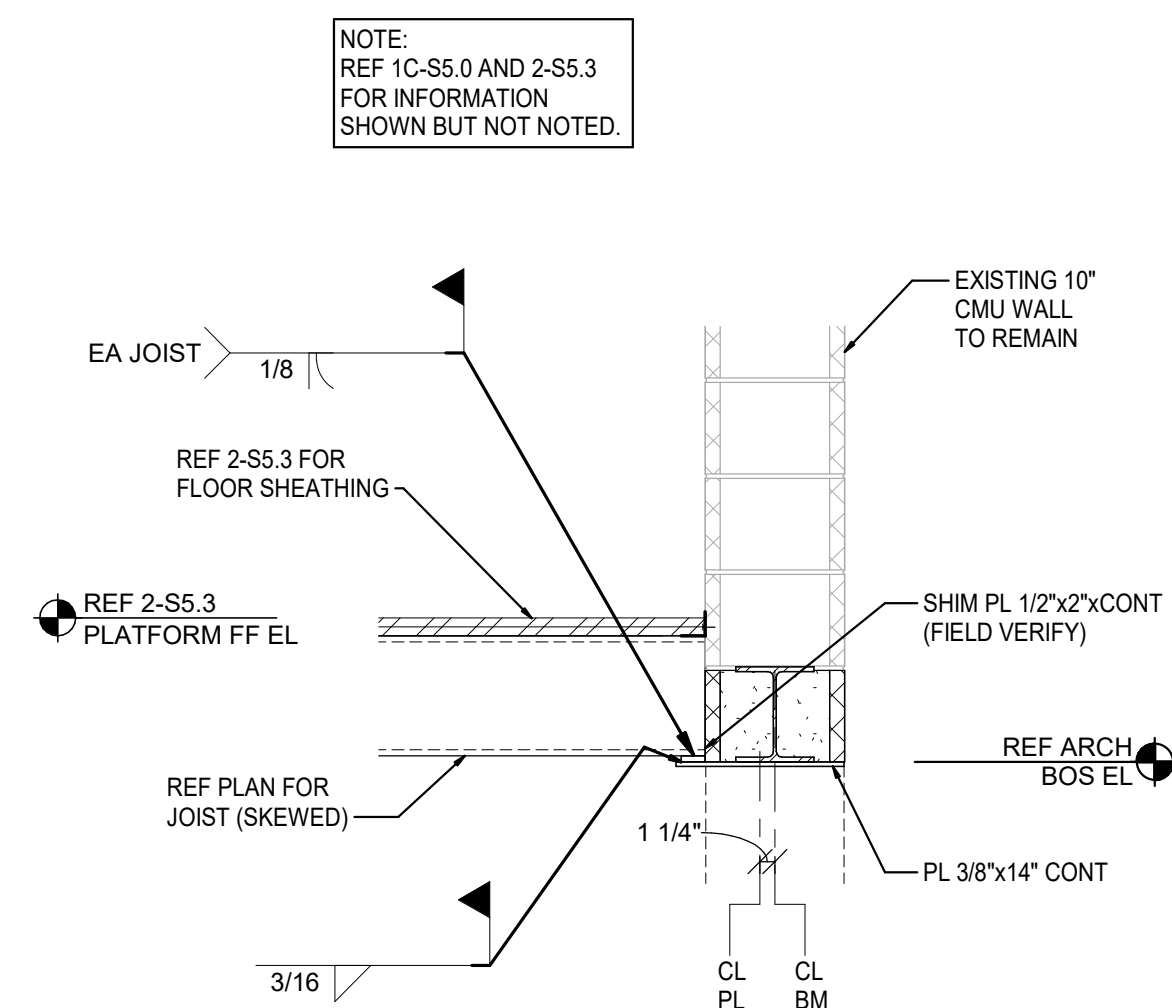 NOTE:
REF 1C-S5.0 AND 2-S5.3
FOR INFORMATION
SHOWN BUT NOT NOTED.
EXISTING 10"
CMU WALL
TO REMAIN
EA JOIST
1/8
REF 2-S5.3 FOR
FLOOR SHEATHING
REF 2-S5.3
PLATFORM FF EL
SHIM PL 1/2"x2"xCONT
(FIELD VERIFY)
REF ARCH
BOS EL
REF PLAN FOR
JOIST (SKEWED)
1 1/4"
PL 3/8"x14" CONT
3/16
CL
PL
CL
BM